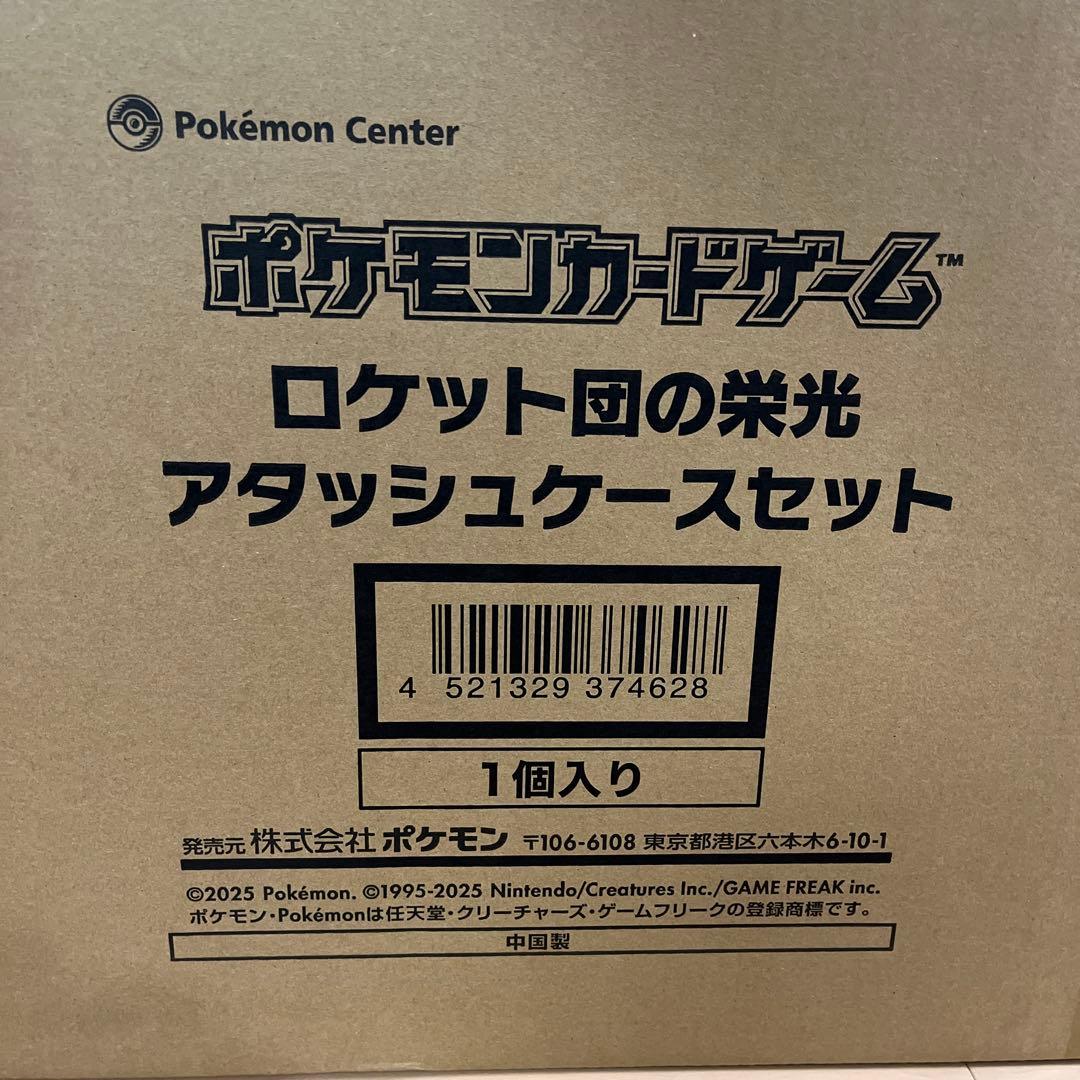 Pokémon Center
ポケモンカードゲーム™
ロケット団の栄光
アタッシュケースセット
4 521329 374628
1個入り
発売元 株式会社 ポケモン 〒106-6108 東京都港区六本木6-10-1
©2025 Pokémon. ©1995-2025 Nintendo/Creatures Inc./GAME FREAK inc.
ポケモン・Pokémonは任天堂・クリーチャーズ・ゲームフリークの登録商標です。
中国製